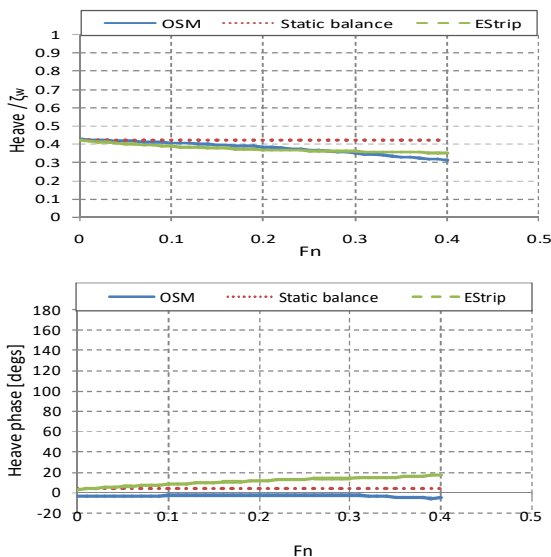 OSM Static balance EStrip
1
0.9
0.8
0.7
0.6
0.5
0.4
0.3
0.2
0.1
0
Heave /ζw
0 0.1 0.2 0.3 0.4 0.5
Fn
OSM Static balance EStrip
180
160
140
120
100
80
60
40
20
0
-20
Heave phase [degs]
0 0.1 0.2 0.3 0.4 0.5
Fn